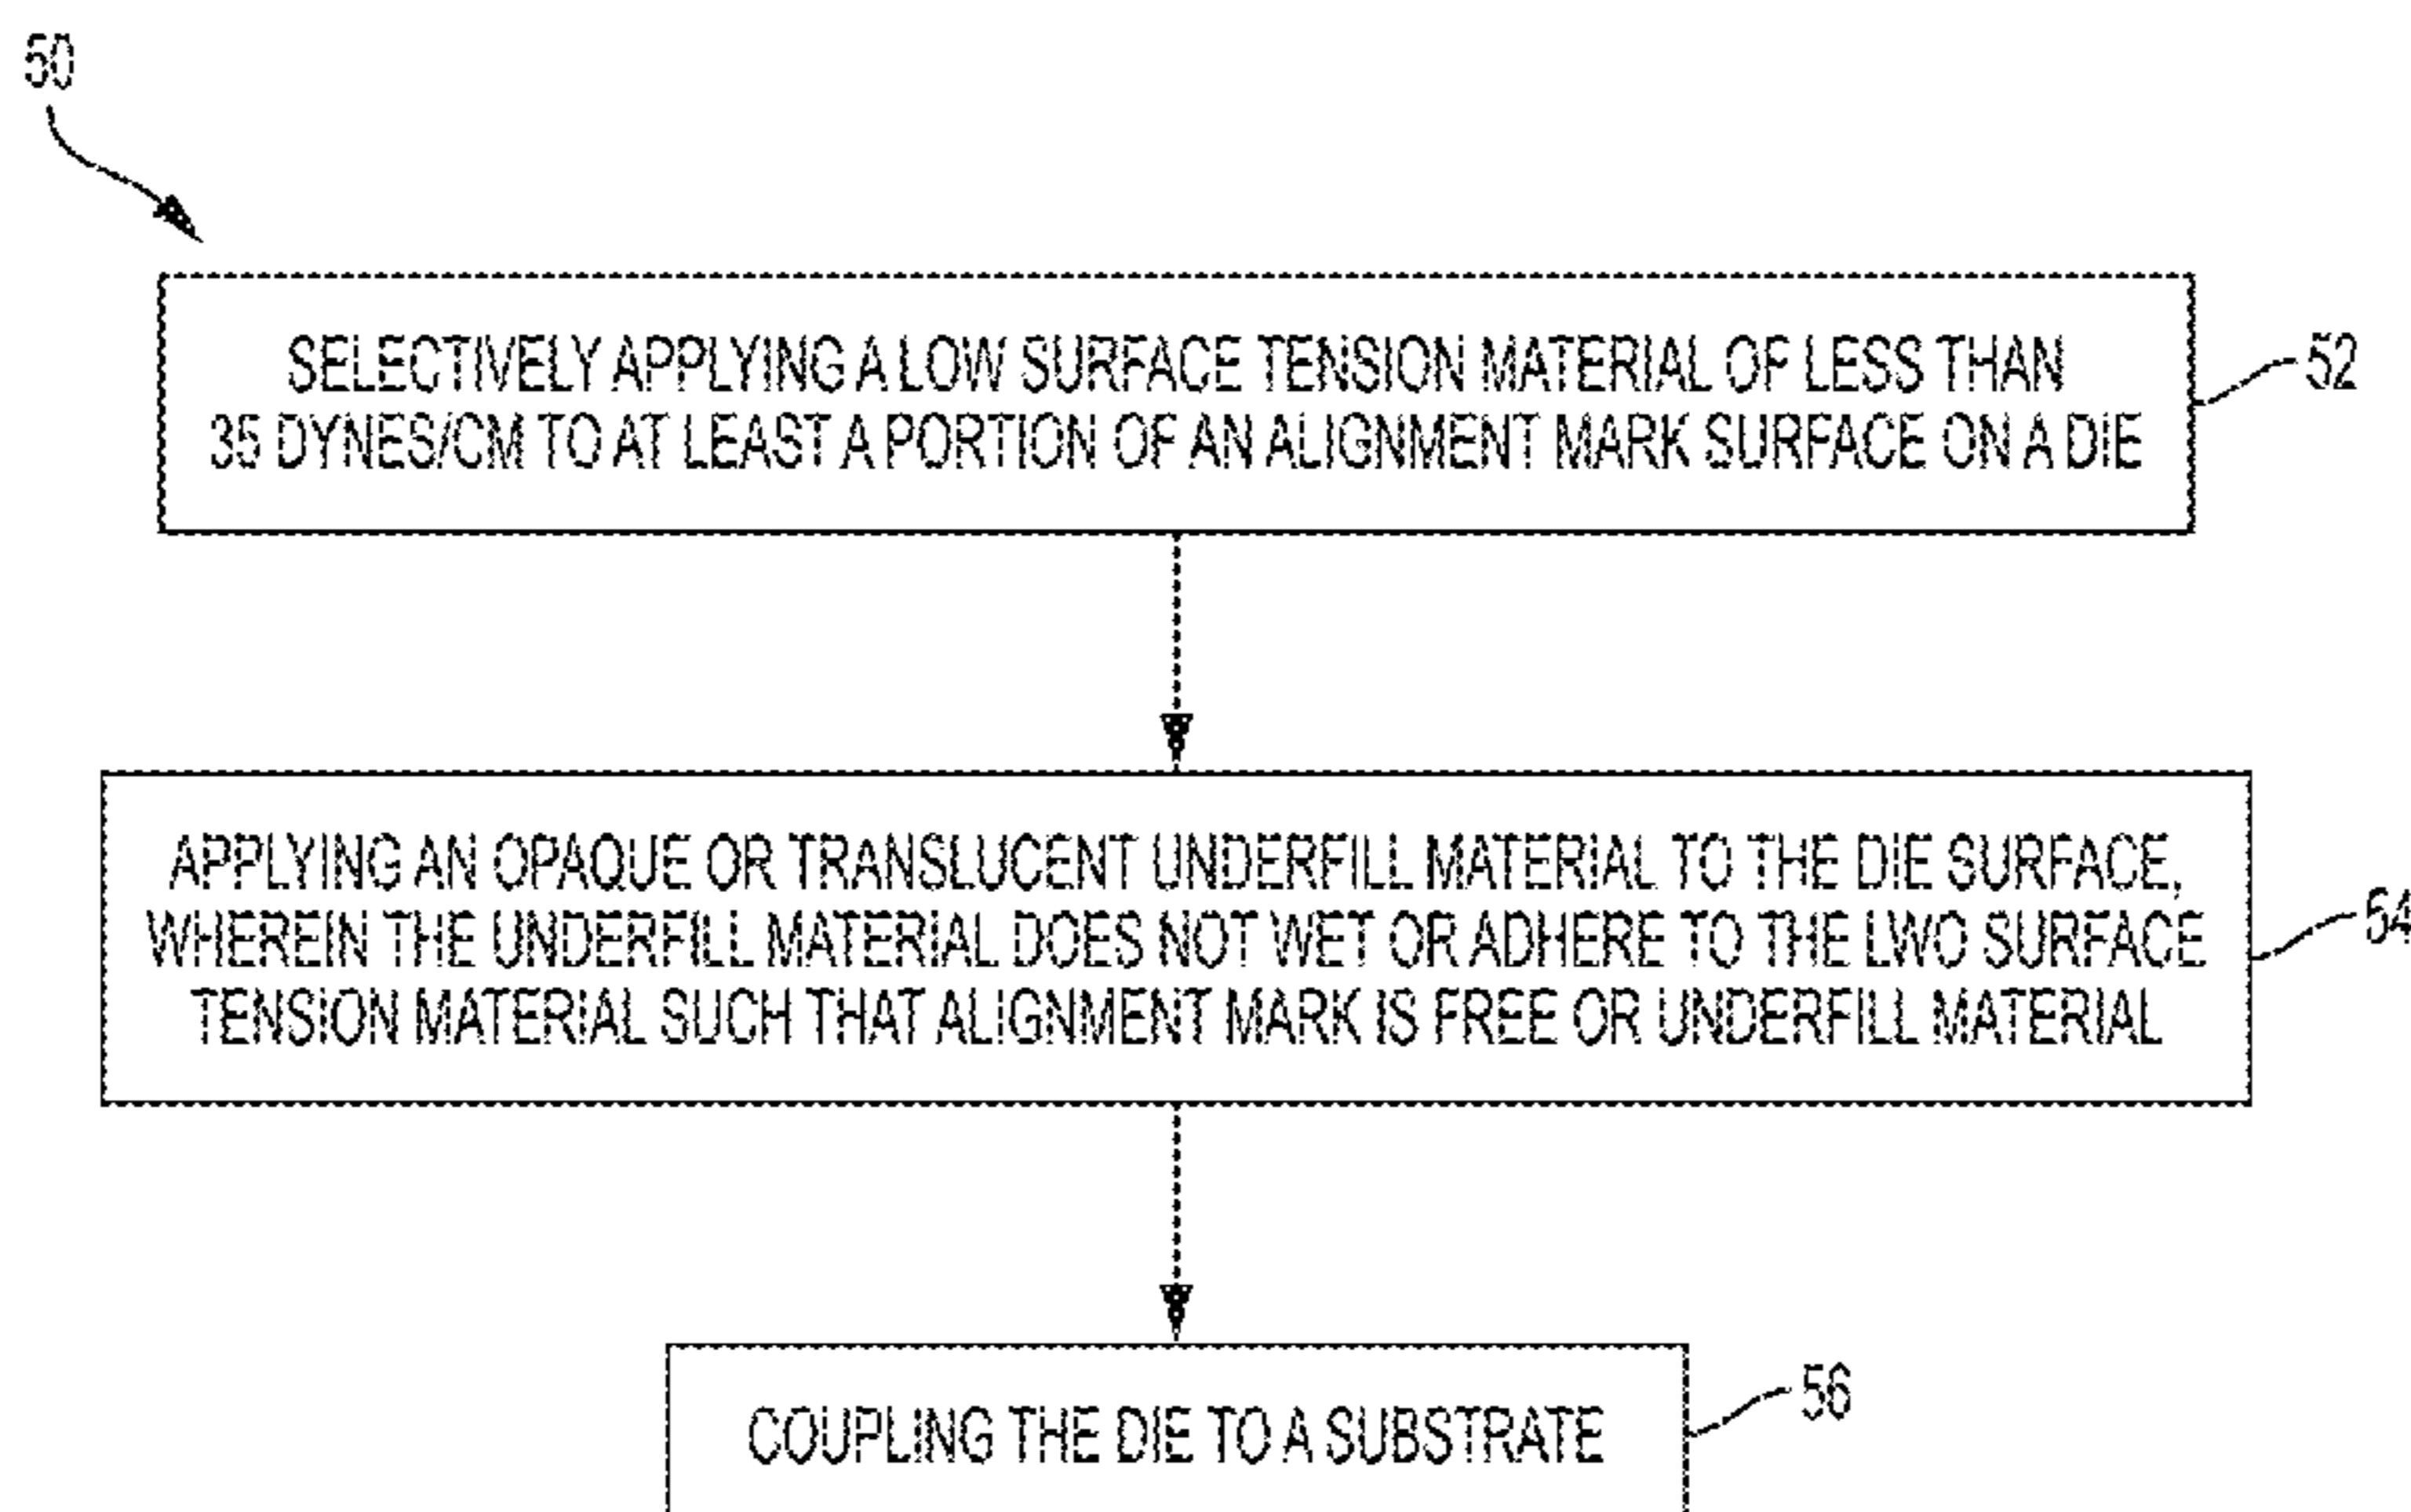 50
SELECTIVELY APPLYING A LOW SURFACE TENSION MATERIAL OF LESS THAN
35 DYNES/CM TO AT LEAST A PORTION OF AN ALIGNMENT MARK SURFACE ON A DIE
52
APPLYING AN OPAQUE OR TRANSLUCENT UNDERFILL MATERIAL TO THE DIE SURFACE,
WHEREIN THE UNDERFILL MATERIAL DOES NOT WET OR ADHERE TO THE LWO SURFACE
TENSION MATERIAL SUCH THAT ALIGNMENT MARK IS FREE OR UNDERFILL MATERIAL
54
COUPLING THE DIE TO A SUBSTRATE
56